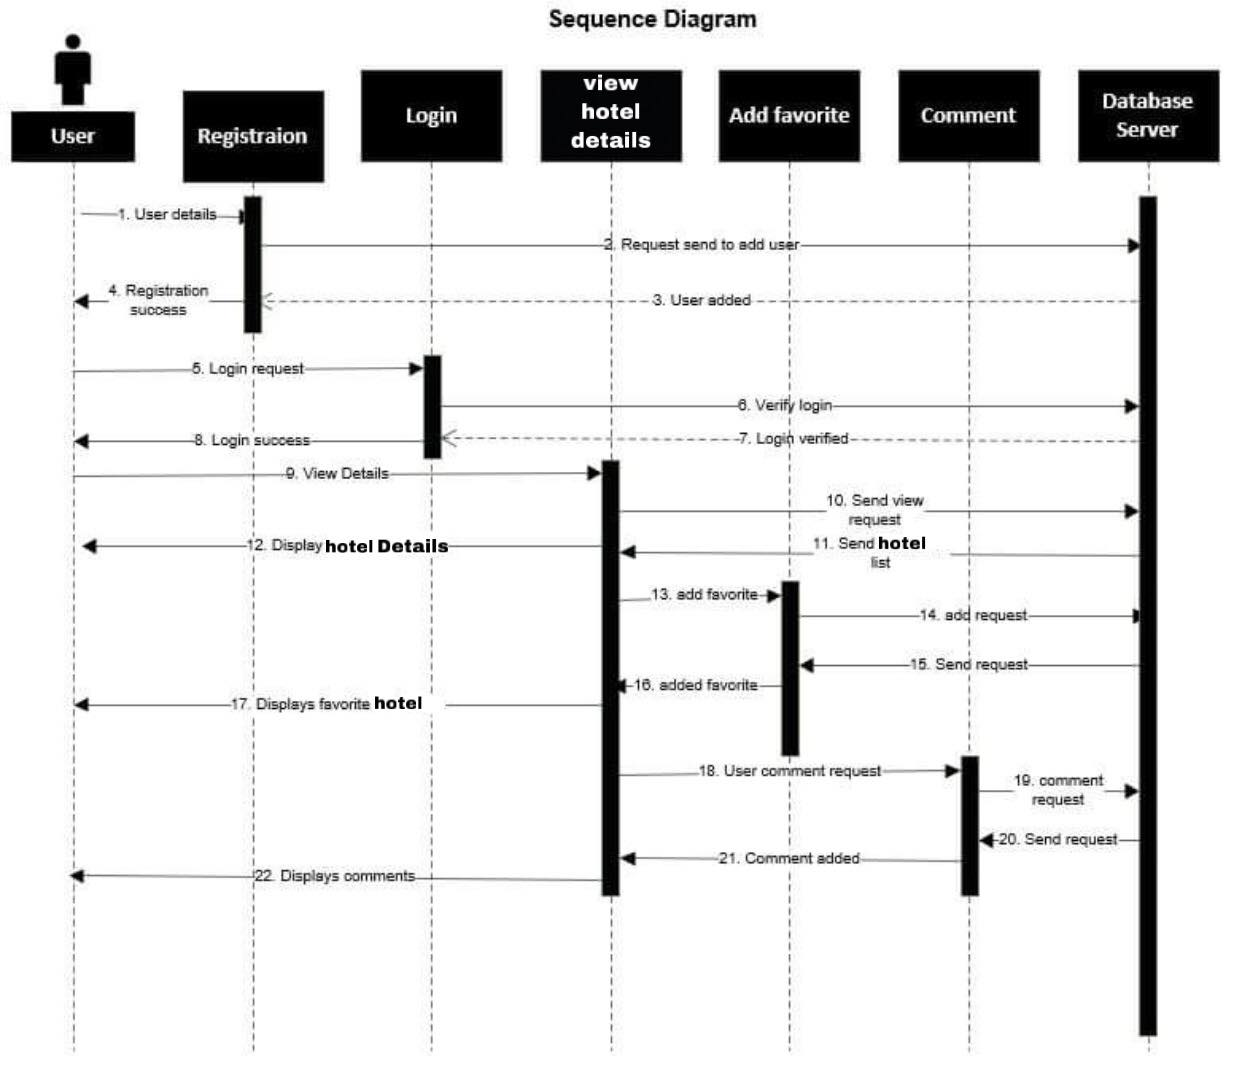 Sequence Diagram
User
Registraion
Login
view
hotel
details
Add favorite
Comment
Database
Server
1. User details
2. Request send to add user
3. User added
4. Registration
success
5. Login request
6. Verify login
7. Login verified
8. Login success
9. View Details
10. Send view
request
11. Send hotel
list
12. Display hotel Details
13. add favorite
14. add request
15. Send request
16. added favorite
17. Displays favorite hotel
18. User comment request
19. comment
request
20. Send request
21. Comment added
22. Displays comments